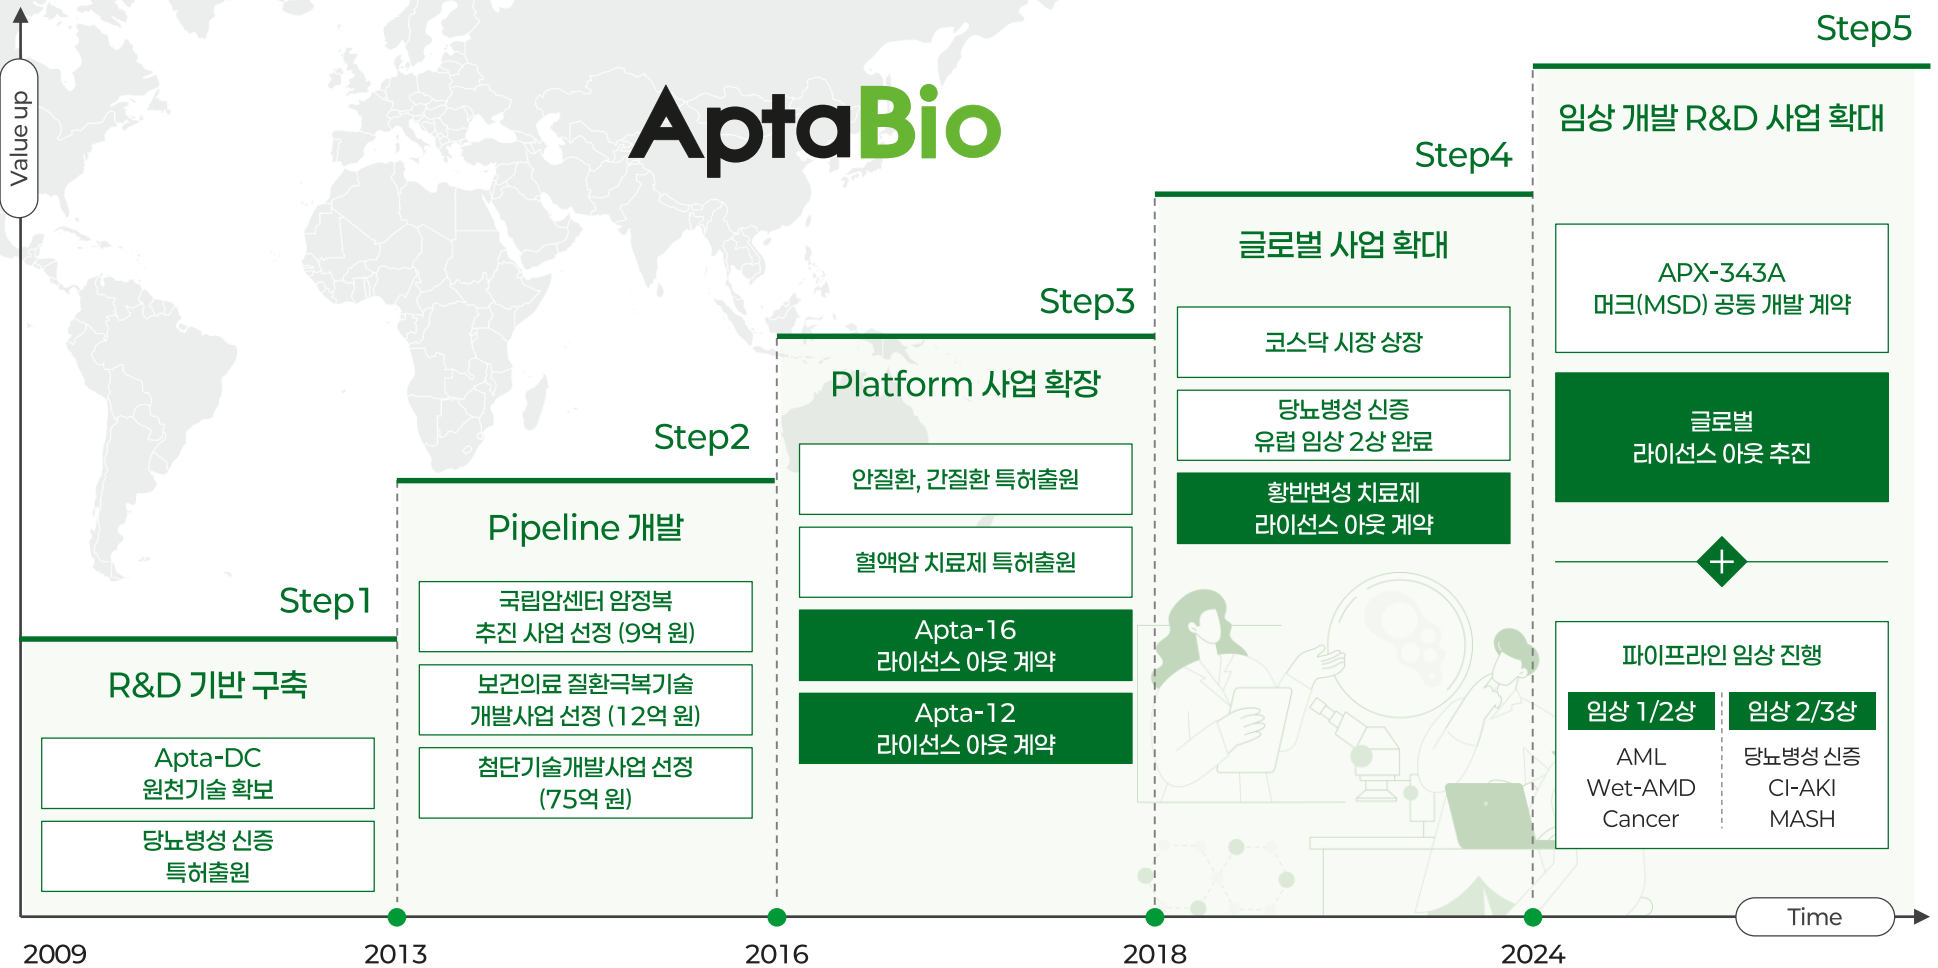 Value up
AptaBio
Step1
R&D 기반 구축
Apta-DC
원천기술 확보
당뇨병성 신증
특허출원
Step2
Pipeline 개발
국립암센터 암정복
추진 사업 선정 (9억 원)
보건의료 질환극복기술
개발사업 선정 (12억 원)
첨단기술개발사업 선정
(75억 원)
Step3
Platform 사업 확장
안질환, 간질환 특허출원
혈액암 치료제 특허출원
Apta-16
라이선스 아웃 계약
Apta-12
라이선스 아웃 계약
Step4
글로벌 사업 확대
코스닥 시장 상장
당뇨병성 신증
유럽 임상 2상 완료
황반변성 치료제
라이선스 아웃 계약
Step5
임상 개발 R&D 사업 확대
APX-343A
머크(MSD) 공동 개발 계약
글로벌
라이선스 아웃 추진
+
파이프라인 임상 진행
임상 1/2상
AML
Wet-AMD
Cancer
임상 2/3상
당뇨병성 신증
CI-AKI
MASH
Time
2009
2013
2016
2018
2024